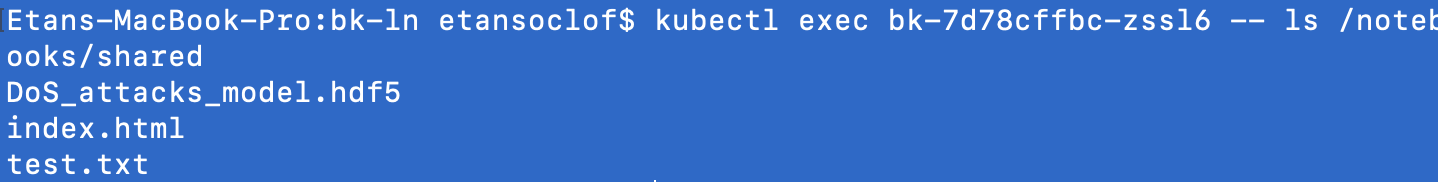 Etans-MacBook-Pro:bk-ln etansoclof$ kubectl exec bk-7d78cffbc-zssl6 -- ls /noteb
ooks/shared
DoS_attacks_model.hdf5
index.html
test.txt